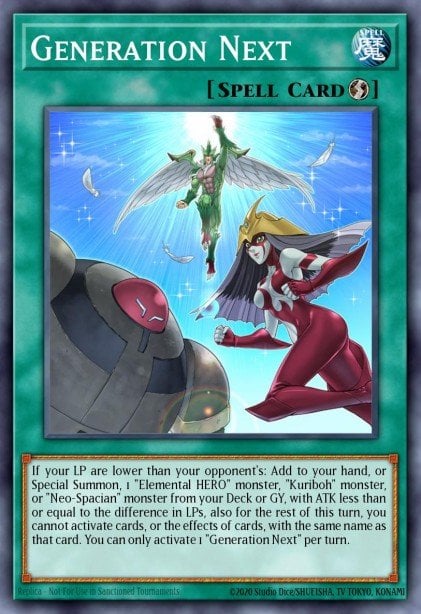 GENERATION NEXT
SPELL
魔
[SPELL CARD]
If your LP are lower than your opponent's: Add to your hand, or
Special Summon, 1 "Elemental HERO" monster, "Kuriboh" monster,
or "Neo-Spacian" monster from your Deck or GY, with ATK less than
or equal to the difference in LPs, also for the rest of this turn, you
cannot activate cards, or the effects of cards, with the same name as
that card. You can only activate 1 "Generation Next" per turn.
Replica - Not For Use in Sanctioned Tournaments
©2020 Studio Dice/SHUEISHA, TV TOKYO, KONAMI